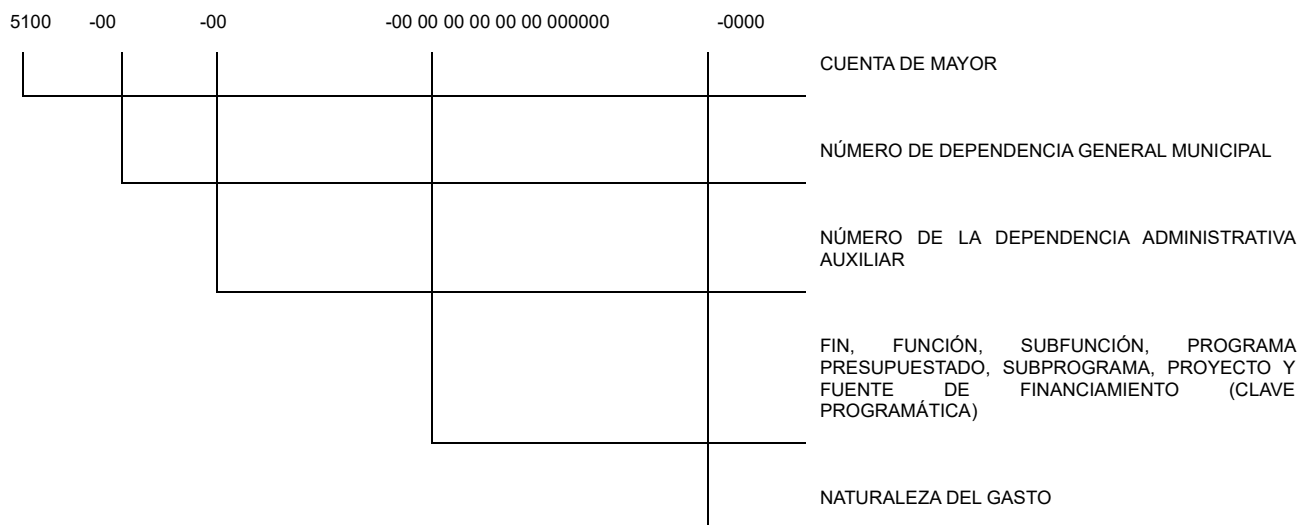 5100 -00 -00 -00 00 00 00 00 00 000000 -0000
CUENTA DE MAYOR
NÚMERO DE DEPENDENCIA GENERAL MUNICIPAL
NÚMERO DE LA DEPENDENCIA ADMINISTRATIVA
AUXILIAR
FIN, FUNCIÓN, SUBFUNCIÓN, PROGRAMA
PRESUPUESTADO, SUBPROGRAMA, PROYECTO Y
FUENTE DE FINANCIAMIENTO (CLAVE
PROGRAMÁTICA)
NATURALEZA DEL GASTO